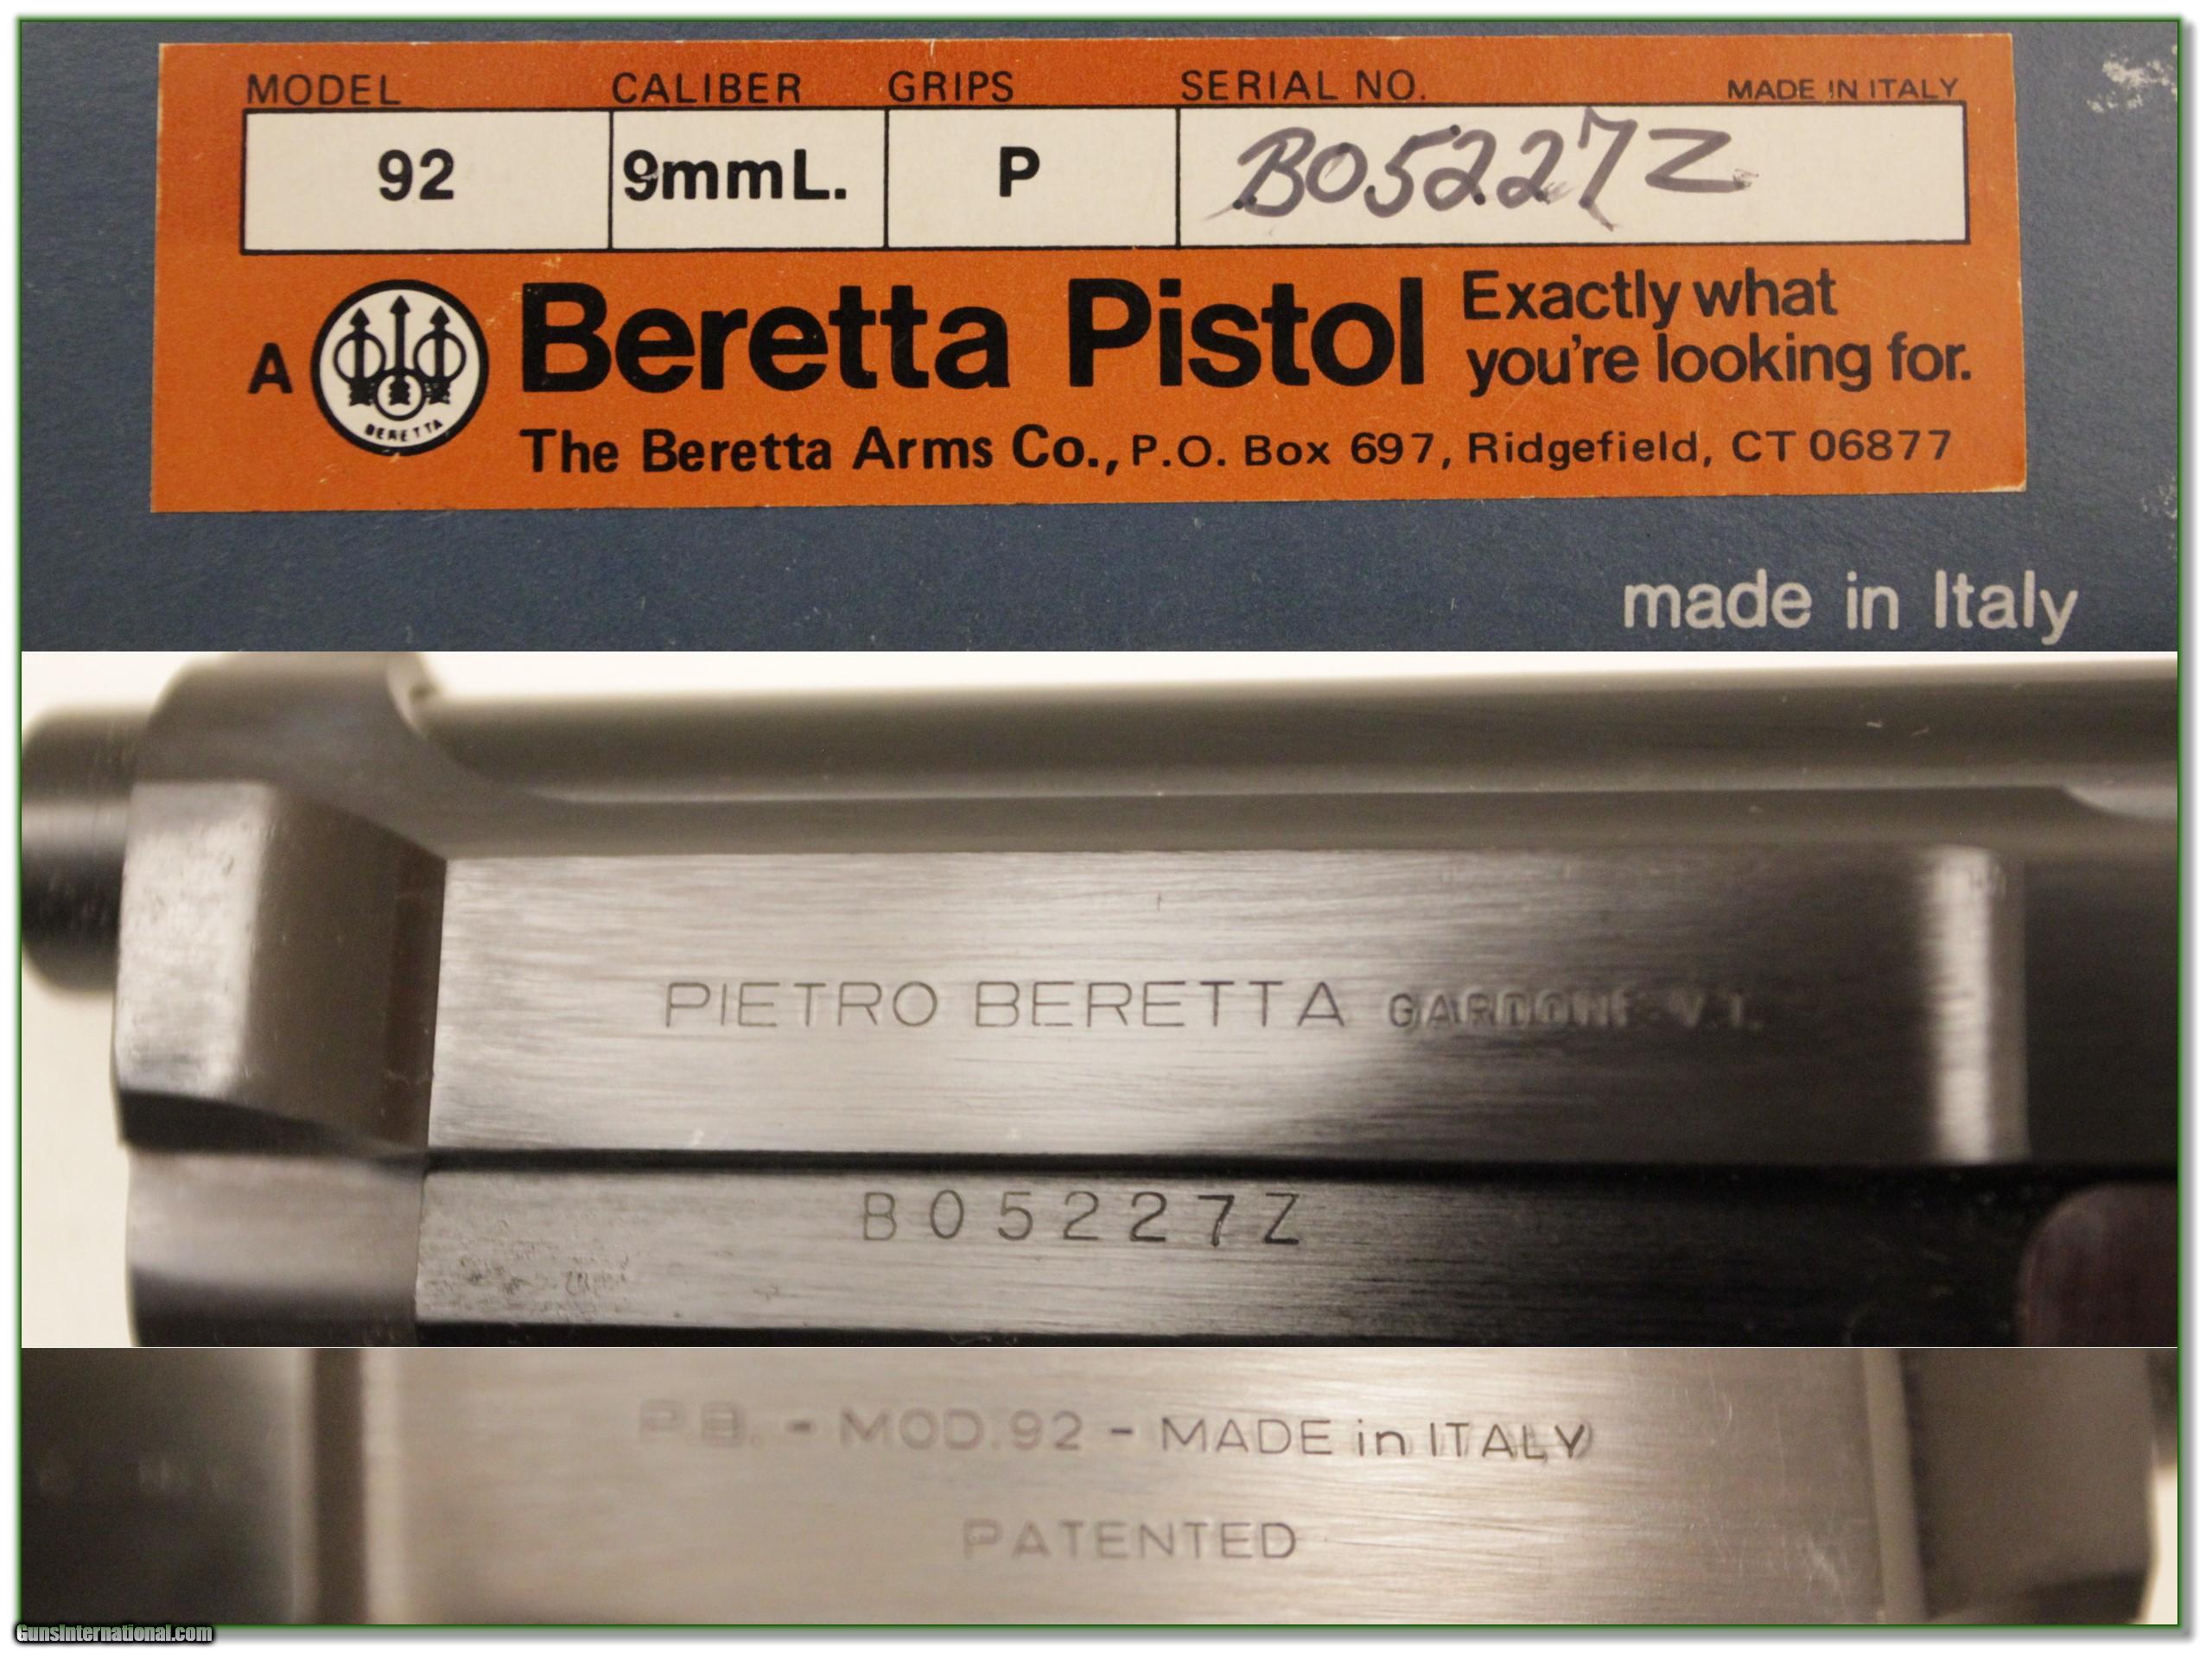 MODEL CALIBER GRIPS SERIAL NO. MADE IN ITALY
92 9mmL. P B05227Z
A BERETTA Beretta Pistol Exactly what
you're looking for.
The Beretta Arms Co., P.O. Box 697, Ridgefield, CT 06877
made in Italy
PIETRO BERETTA GARDONE V.T.
B05227Z
P.B. - MOD.92 - MADE in ITALY
PATENTED
GunsInternational.com